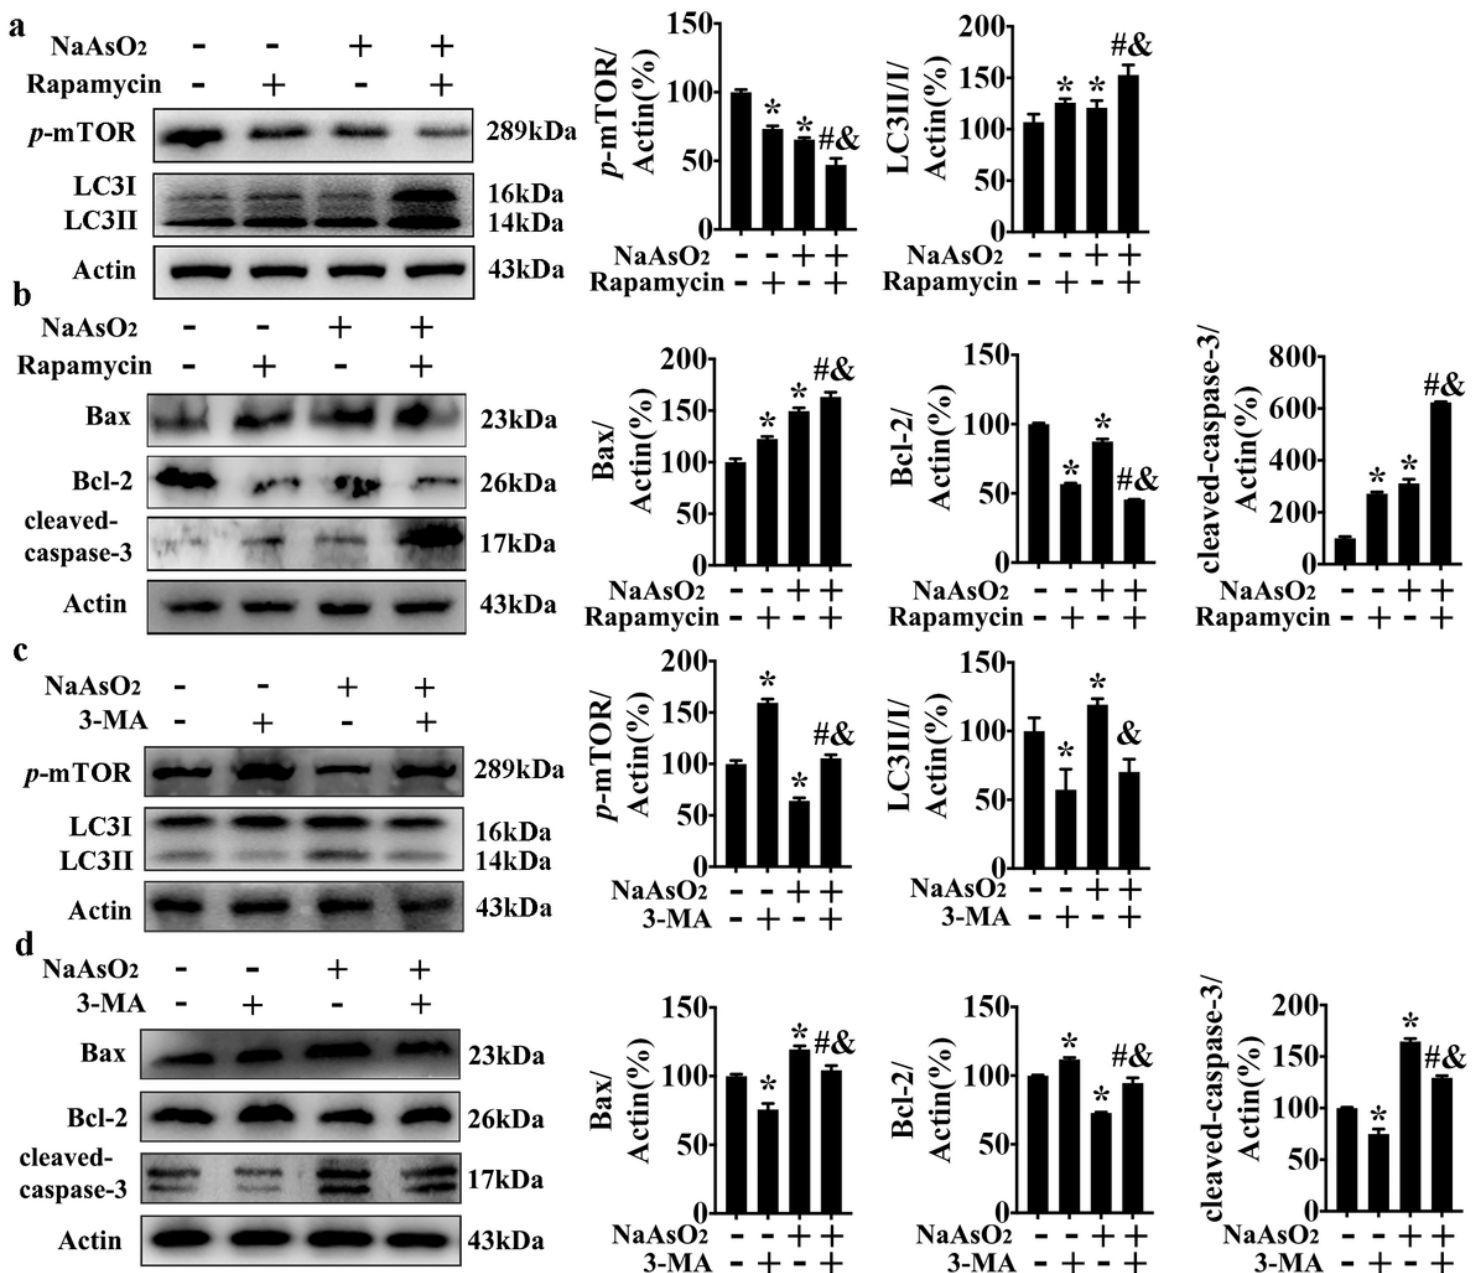 a
NaAsO2 - - + +
Rapamycin - + - +
p-mTOR 289kDa
LC3I 16kDa
LC3II 14kDa
Actin 43kDa
p-mTOR/
Actin(%)
150
100
50
0
* * #&
NaAsO2 - - + +
Rapamycin - + - +
LC3II/I/
Actin(%)
200
150
100
50
0
* * #&
NaAsO2 - - + +
Rapamycin - + - +
b
NaAsO2 - - + +
Rapamycin - + - +
Bax 23kDa
Bcl-2 26kDa
cleaved-
caspase-3 17kDa
Actin 43kDa
Bax/
Actin(%)
200
150
100
50
0
* * #&
NaAsO2 - - + +
Rapamycin - + - +
Bcl-2/
Actin(%)
150
100
50
0
* * #&
NaAsO2 - - + +
Rapamycin - + - +
cleaved-caspase-3/
Actin(%)
800
600
400
200
0
* * #&
NaAsO2 - - + +
Rapamycin - + - +
c
NaAsO2 - - + +
3-MA - + - +
p-mTOR 289kDa
LC3I 16kDa
LC3II 14kDa
Actin 43kDa
p-mTOR/
Actin(%)
200
150
100
50
0
* * #&
NaAsO2 - - + +
3-MA - + - +
LC3II/I/
Actin(%)
150
100
50
0
* * &
NaAsO2 - - + +
3-MA - + - +
d
NaAsO2 - - + +
3-MA - + - +
Bax 23kDa
Bcl-2 26kDa
cleaved-
caspase-3 17kDa
Actin 43kDa
Bax/
Actin(%)
150
100
50
0
* * #&
NaAsO2 - - + +
3-MA - + - +
Bcl-2/
Actin(%)
150
100
50
0
* * #&
NaAsO2 - - + +
3-MA - + - +
cleaved-caspase-3/
Actin(%)
200
150
100
50
0
* * #&
NaAsO2 - - + +
3-MA - + - +